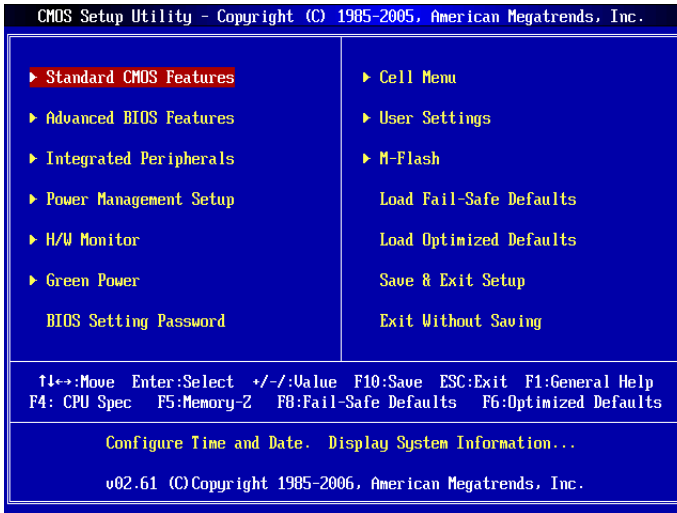 CMOS Setup Utility - Copyright (C) 1985-2005, American Megatrends, Inc.
Standard CMOS Features
Advanced BIOS Features
Integrated Peripherals
Power Management Setup
H/W Monitor
Green Power
BIOS Setting Password
Cell Menu
User Settings
M-Flash
Load Fail-Safe Defaults
Load Optimized Defaults
Save & Exit Setup
Exit Without Saving
↑↓↔:Move Enter:Select +/-/:Value F10:Save ESC:Exit F1:General Help
F4: CPU Spec F5:Memory-Z F8:Fail-Safe Defaults F6:Optimized Defaults
Configure Time and Date. Display System Information...
v02.61 (C)Copyright 1985-2006, American Megatrends, Inc.